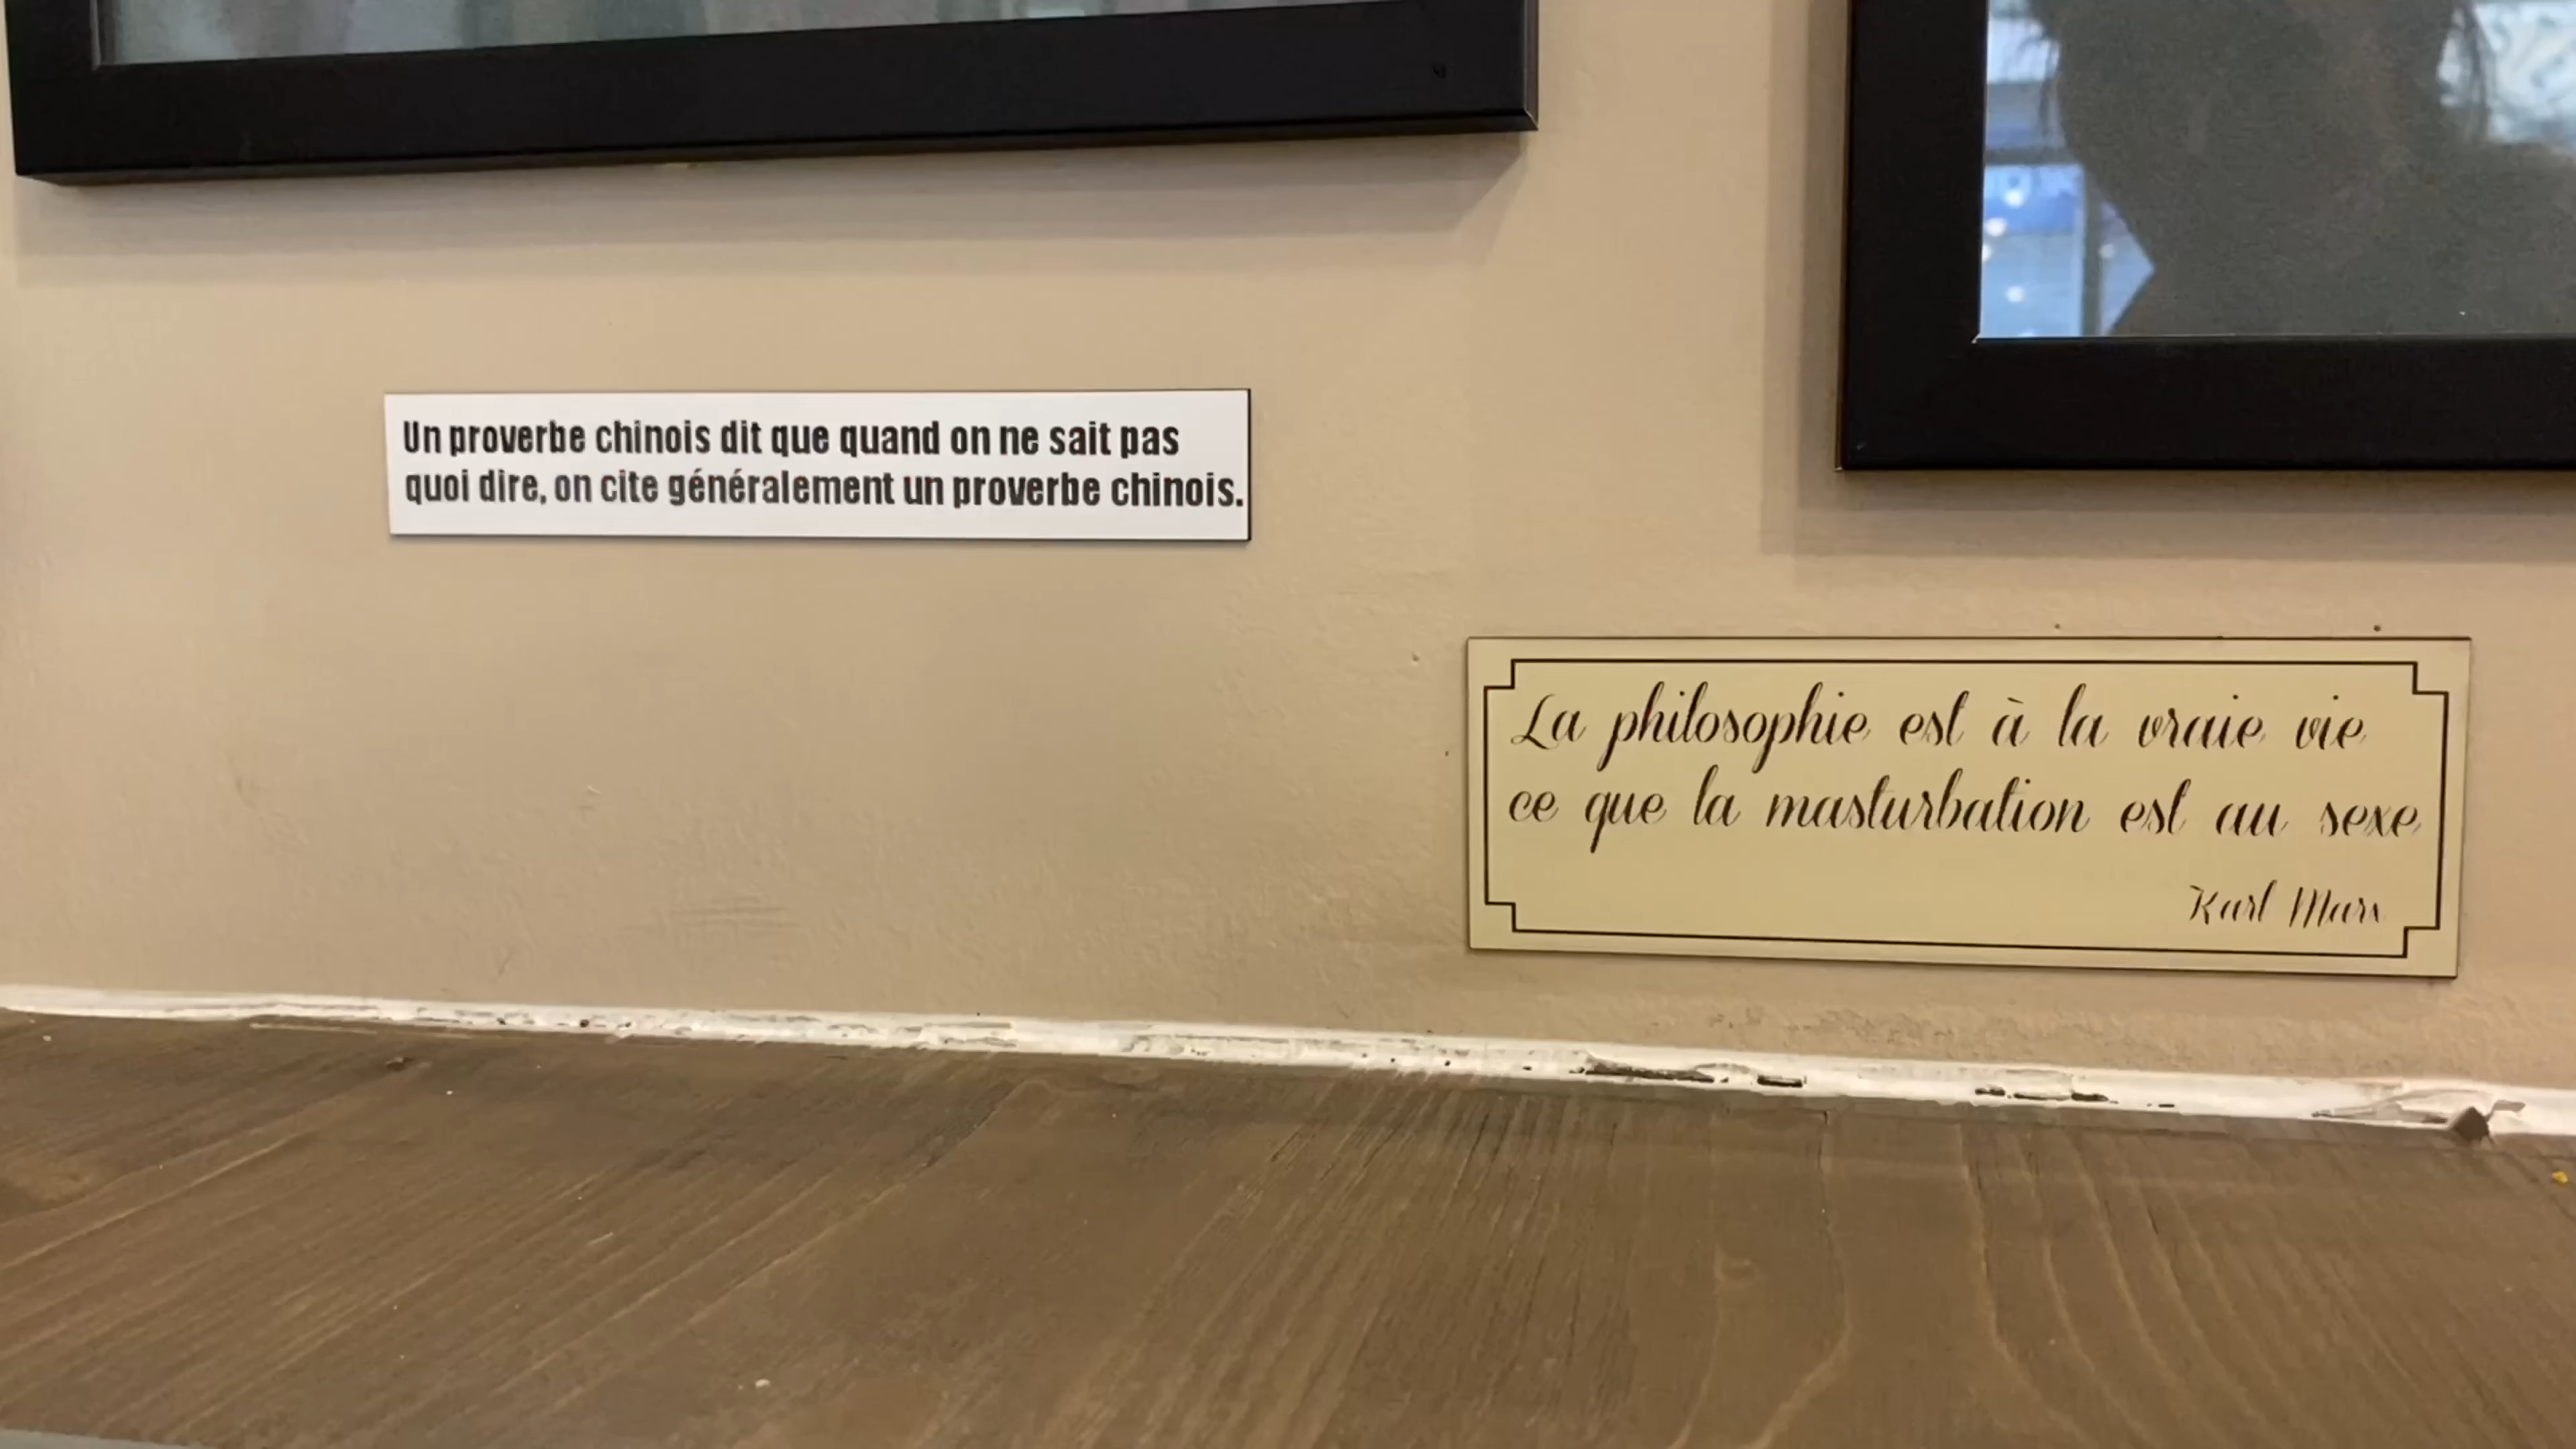 Un proverbe chinois dit que quand on ne sait pas
quoi dire, on cite généralement un proverbe chinois.
La philosophie est à la vraie vie
ce que la masturbation est au sexe
Karl Marx